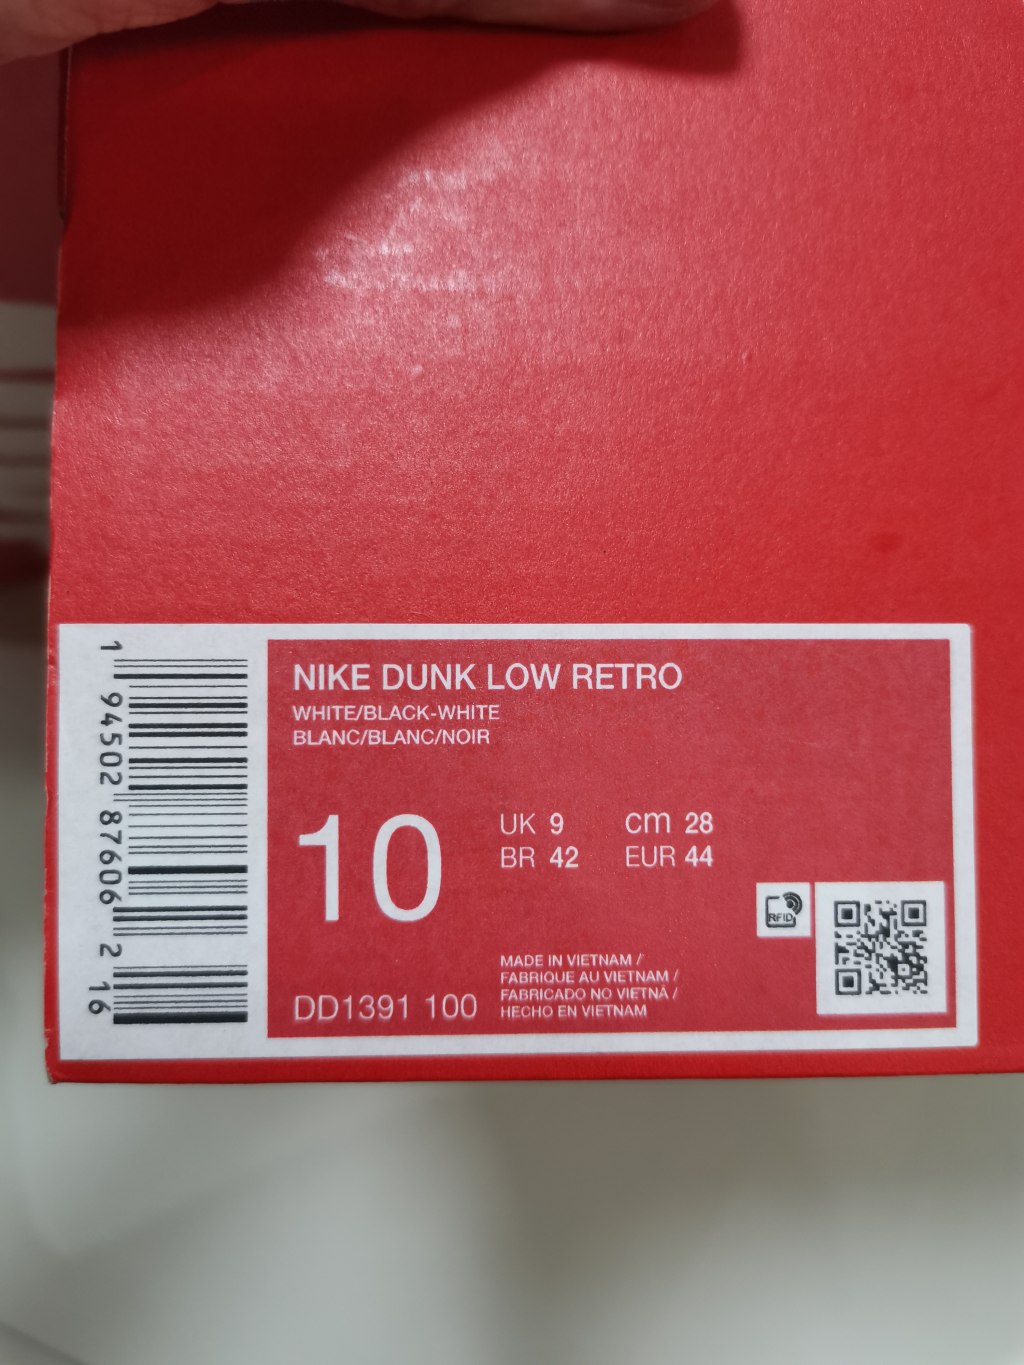 NIKE DUNK LOW RETRO
WHITE/BLACK-WHITE
BLANC/BLANC/NOIR
10
UK 9 cm 28
BR 42 EUR 44
RFID
MADE IN VIETNAM /
FABRIQUE AU VIETNAM /
FABRICADO NO VIETNÁ /
HECHO EN VIETNAM
DD1391 100
1 94502 87606 2 16